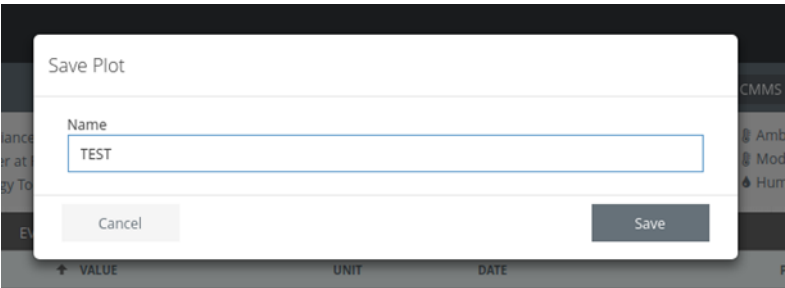 Save Plot
CMMS
Name
TEST
Cancel
Save
VALUE UNIT DATE